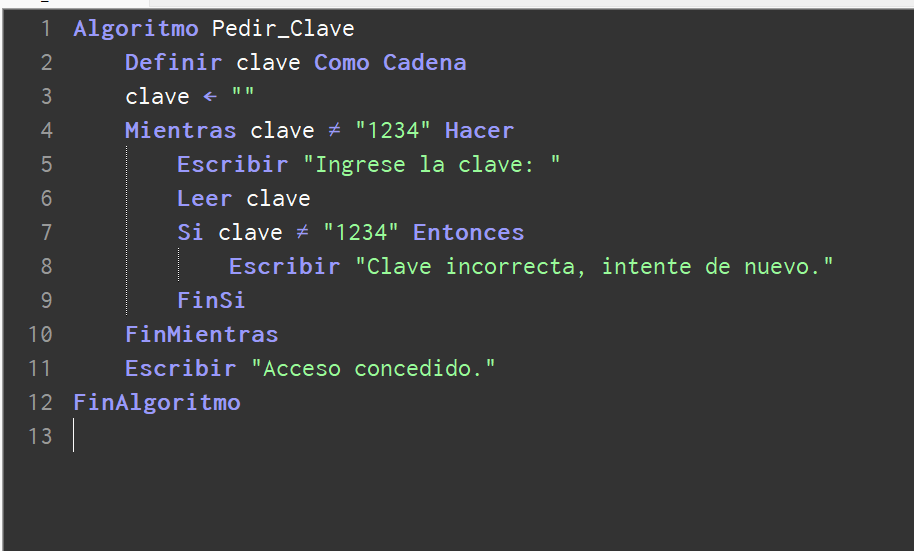 1 Algoritmo Pedir_Clave
2 Definir clave Como Cadena
3 clave ← ""
4 Mientras clave ≠ "1234" Hacer
5 Escribir "Ingrese la clave: "
6 Leer clave
7 Si clave ≠ "1234" Entonces
8 Escribir "Clave incorrecta, intente de nuevo."
9 FinSi
10 FinMientras
11 Escribir "Acceso concedido."
12 FinAlgoritmo
13